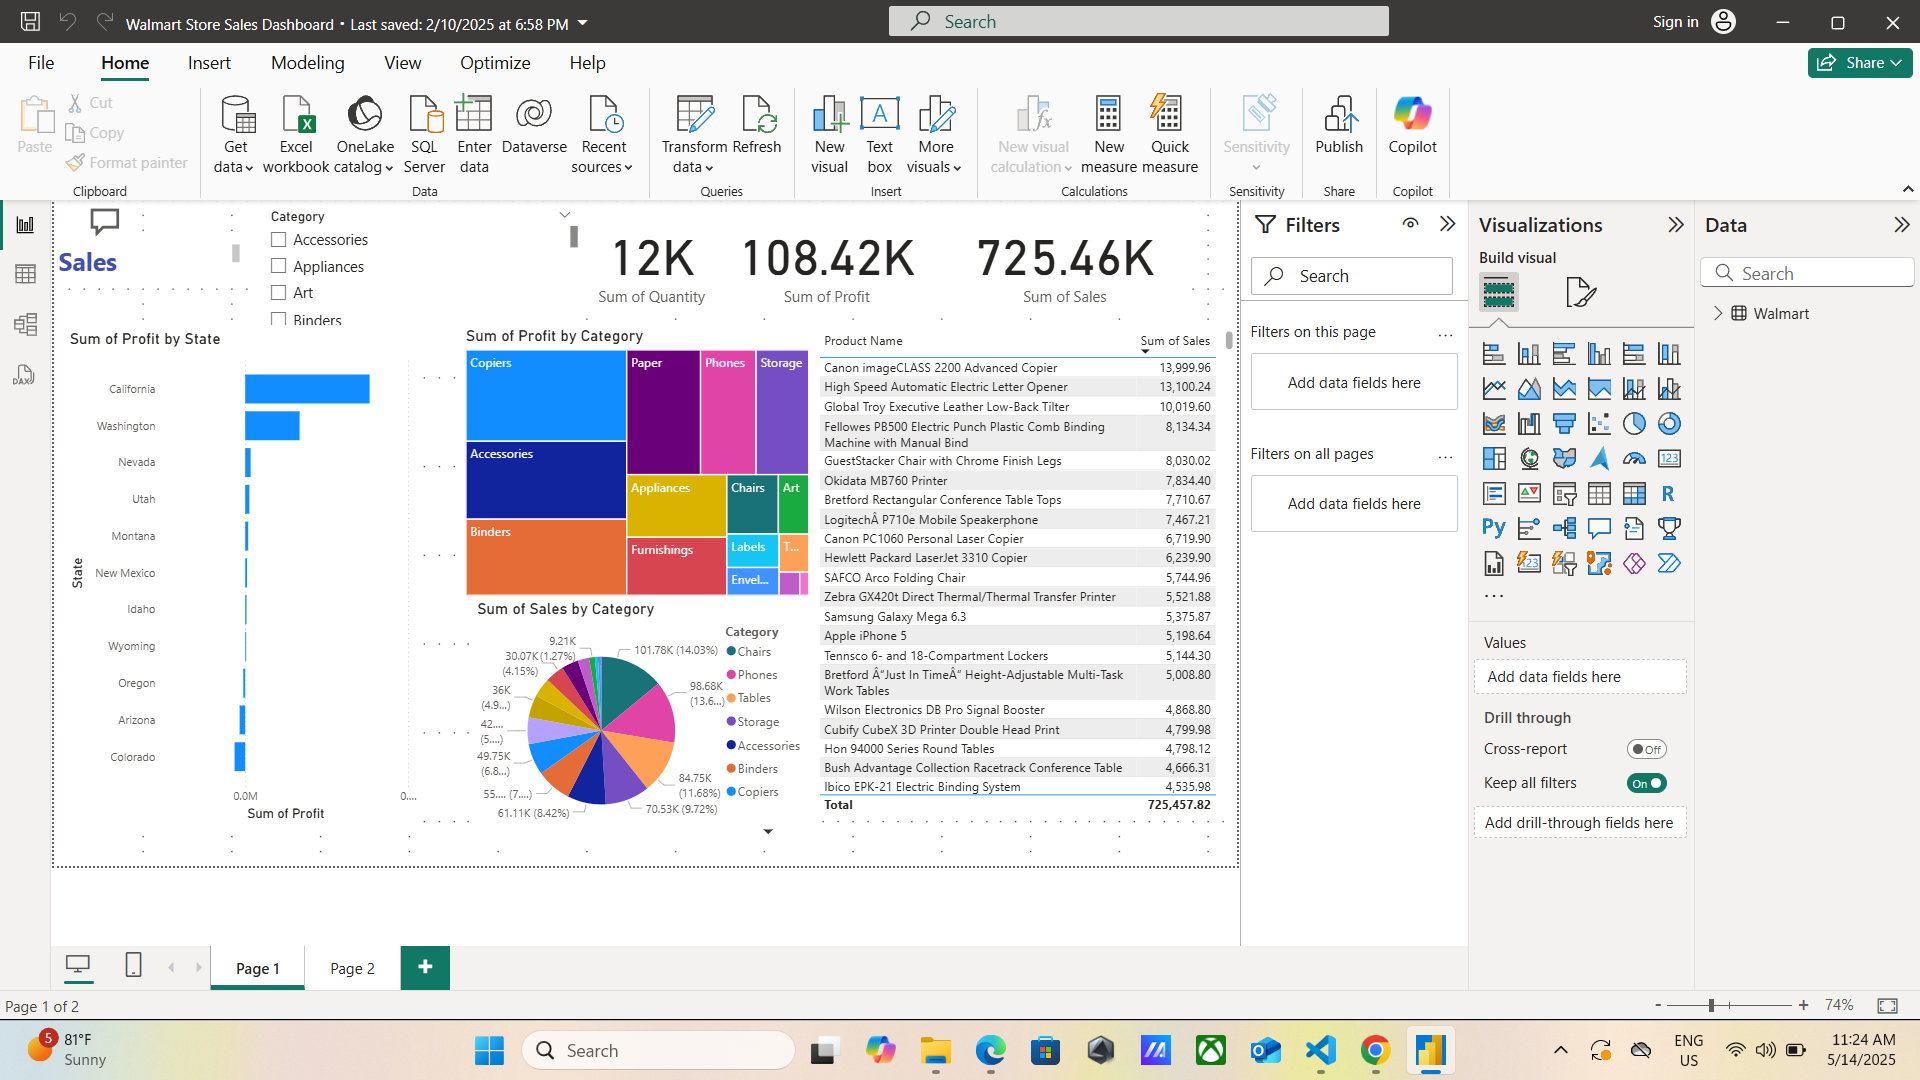 Walmart Store Sales Dashboard • Last saved: 2/10/2025 at 6:58 PM
Search
Sign in
File
Home
Insert
Modeling
View
Optimize
Help
Share
Paste
Cut
Copy
Format painter
Clipboard
Get data
Excel workbook
OneLake catalog
SQL Server
Enter data
Dataverse
Recent sources
Data
Transform data
Refresh
Queries
New visual
Text box
More visuals
Insert
New visual calculation
New measure
Quick measure
Calculations
Sensitivity
Sensitivity
Publish
Share
Copilot
Copilot
Sales
Category
Accessories
Appliances
Art
Binders
12K
Sum of Quantity
108.42K
Sum of Profit
725.46K
Sum of Sales
Sum of Profit by State
State
California
Washington
Nevada
Utah
Montana
New Mexico
Idaho
Wyoming
Oregon
Arizona
Colorado
0.0M
0....
Sum of Profit
Sum of Profit by Category
Copiers
Accessories
Binders
Paper
Phones
Storage
Appliances
Furnishings
Chairs
Art
Labels
T...
Envel...
Sum of Sales by Category
9.21K
(1.27%)
30.07K
(4.15%)
36K
(4.9...)
42....
(5....)
49.75K
(6.8...)
55.... (7....)
61.11K (8.42%)
101.78K (14.03%)
98.68K
(13.6...)
84.75K
(11.68%)
70.53K (9.72%)
Category
Chairs
Phones
Tables
Storage
Accessories
Binders
Copiers
Product Name Sum of Sales
Canon imageCLASS 2200 Advanced Copier 13,999.96
High Speed Automatic Electric Letter Opener 13,100.24
Global Troy Executive Leather Low-Back Tilter 10,019.60
Fellowes PB500 Electric Punch Plastic Comb Binding 8,134.34
Machine with Manual Bind
GuestStacker Chair with Chrome Finish Legs 8,030.02
Okidata MB760 Printer 7,834.40
Bretford Rectangular Conference Table Tops 7,710.67
LogitechÂ P710e Mobile Speakerphone 7,467.21
Canon PC1060 Personal Laser Copier 6,719.90
Hewlett Packard LaserJet 3310 Copier 6,239.90
SAFCO Arco Folding Chair 5,744.96
Zebra GX420t Direct Thermal/Thermal Transfer Printer 5,521.88
Samsung Galaxy Mega 6.3 5,375.87
Apple iPhone 5 5,198.64
Tennsco 6- and 18-Compartment Lockers 5,144.30
Bretford Â“Just In TimeÂ” Height-Adjustable Multi-Task 5,008.80
Work Tables
Wilson Electronics DB Pro Signal Booster 4,868.80
Cubify CubeX 3D Printer Double Head Print 4,799.98
Hon 94000 Series Round Tables 4,798.12
Bush Advantage Collection Racetrack Conference Table 4,666.31
Ibico EPK-21 Electric Binding System 4,535.98
Total 725,457.82
Filters
Search
Filters on this page
...
Add data fields here
Filters on all pages
...
Add data fields here
Visualizations
Build visual
123
R
Py
...
Values
Add data fields here
Drill through
Cross-report
Off
Keep all filters
On
Add drill-through fields here
Data
Search
Walmart
Page 1
Page 2
+
Page 1 of 2
- + 74%
5
81°F
Sunny
Search
ENG
US
11:24 AM
5/14/2025